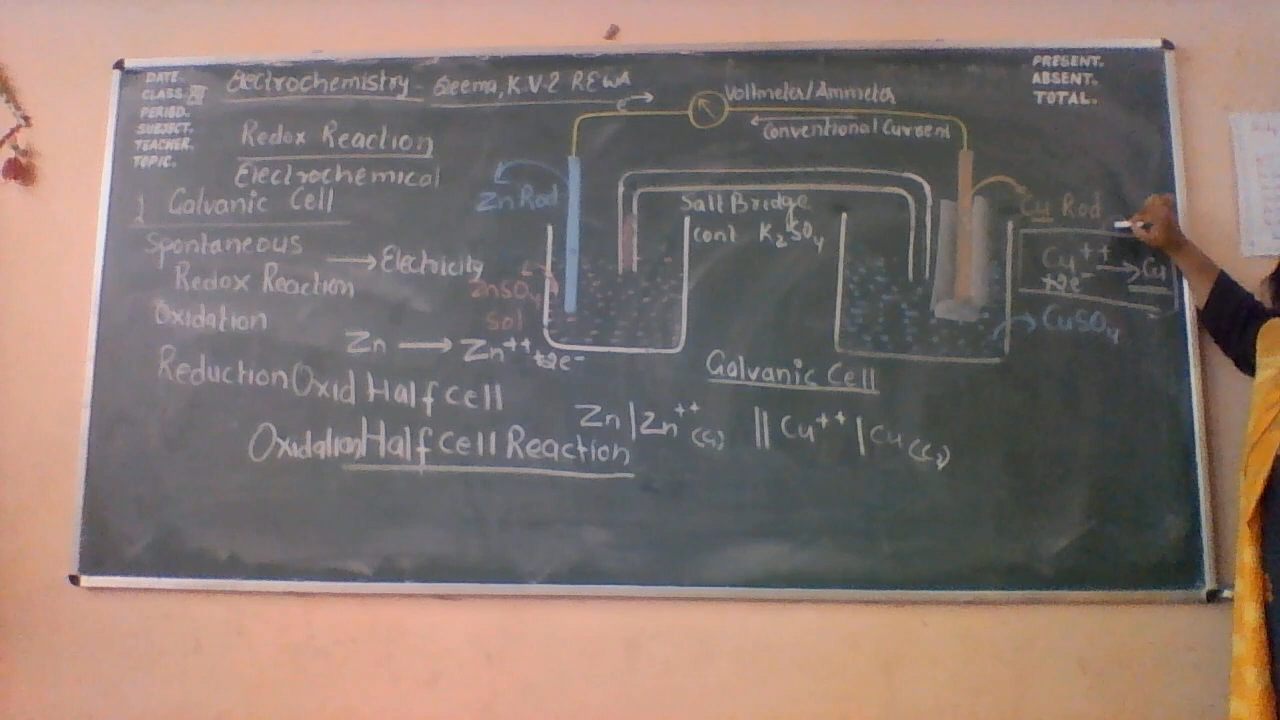 DATE.
CLASS.
PERIOD.
SUBJECT.
TEACHER.
TOPIC.
Electrochemistry - Seema, K.V-2 REWA
PRESENT.
ABSENT.
TOTAL.
Redox Reaction
Electrochemical
1 Galvanic Cell
Spontaneous
Redox Reaction
→ Electricity
Oxidation
Zn → Zn++ +2e-
Reduction Oxid Half cell
Oxidation Half cell Reaction
Voltmeter/Ammeter
Conventional Current
Zn Rod
Salt Bridge
cont K2SO4
ZnSO4
Sol
Cu Rod
Cu++ → Cu
+2e-
CuSO4
Galvanic Cell
Zn | Zn++ (C1) || Cu++ | Cu (C2)